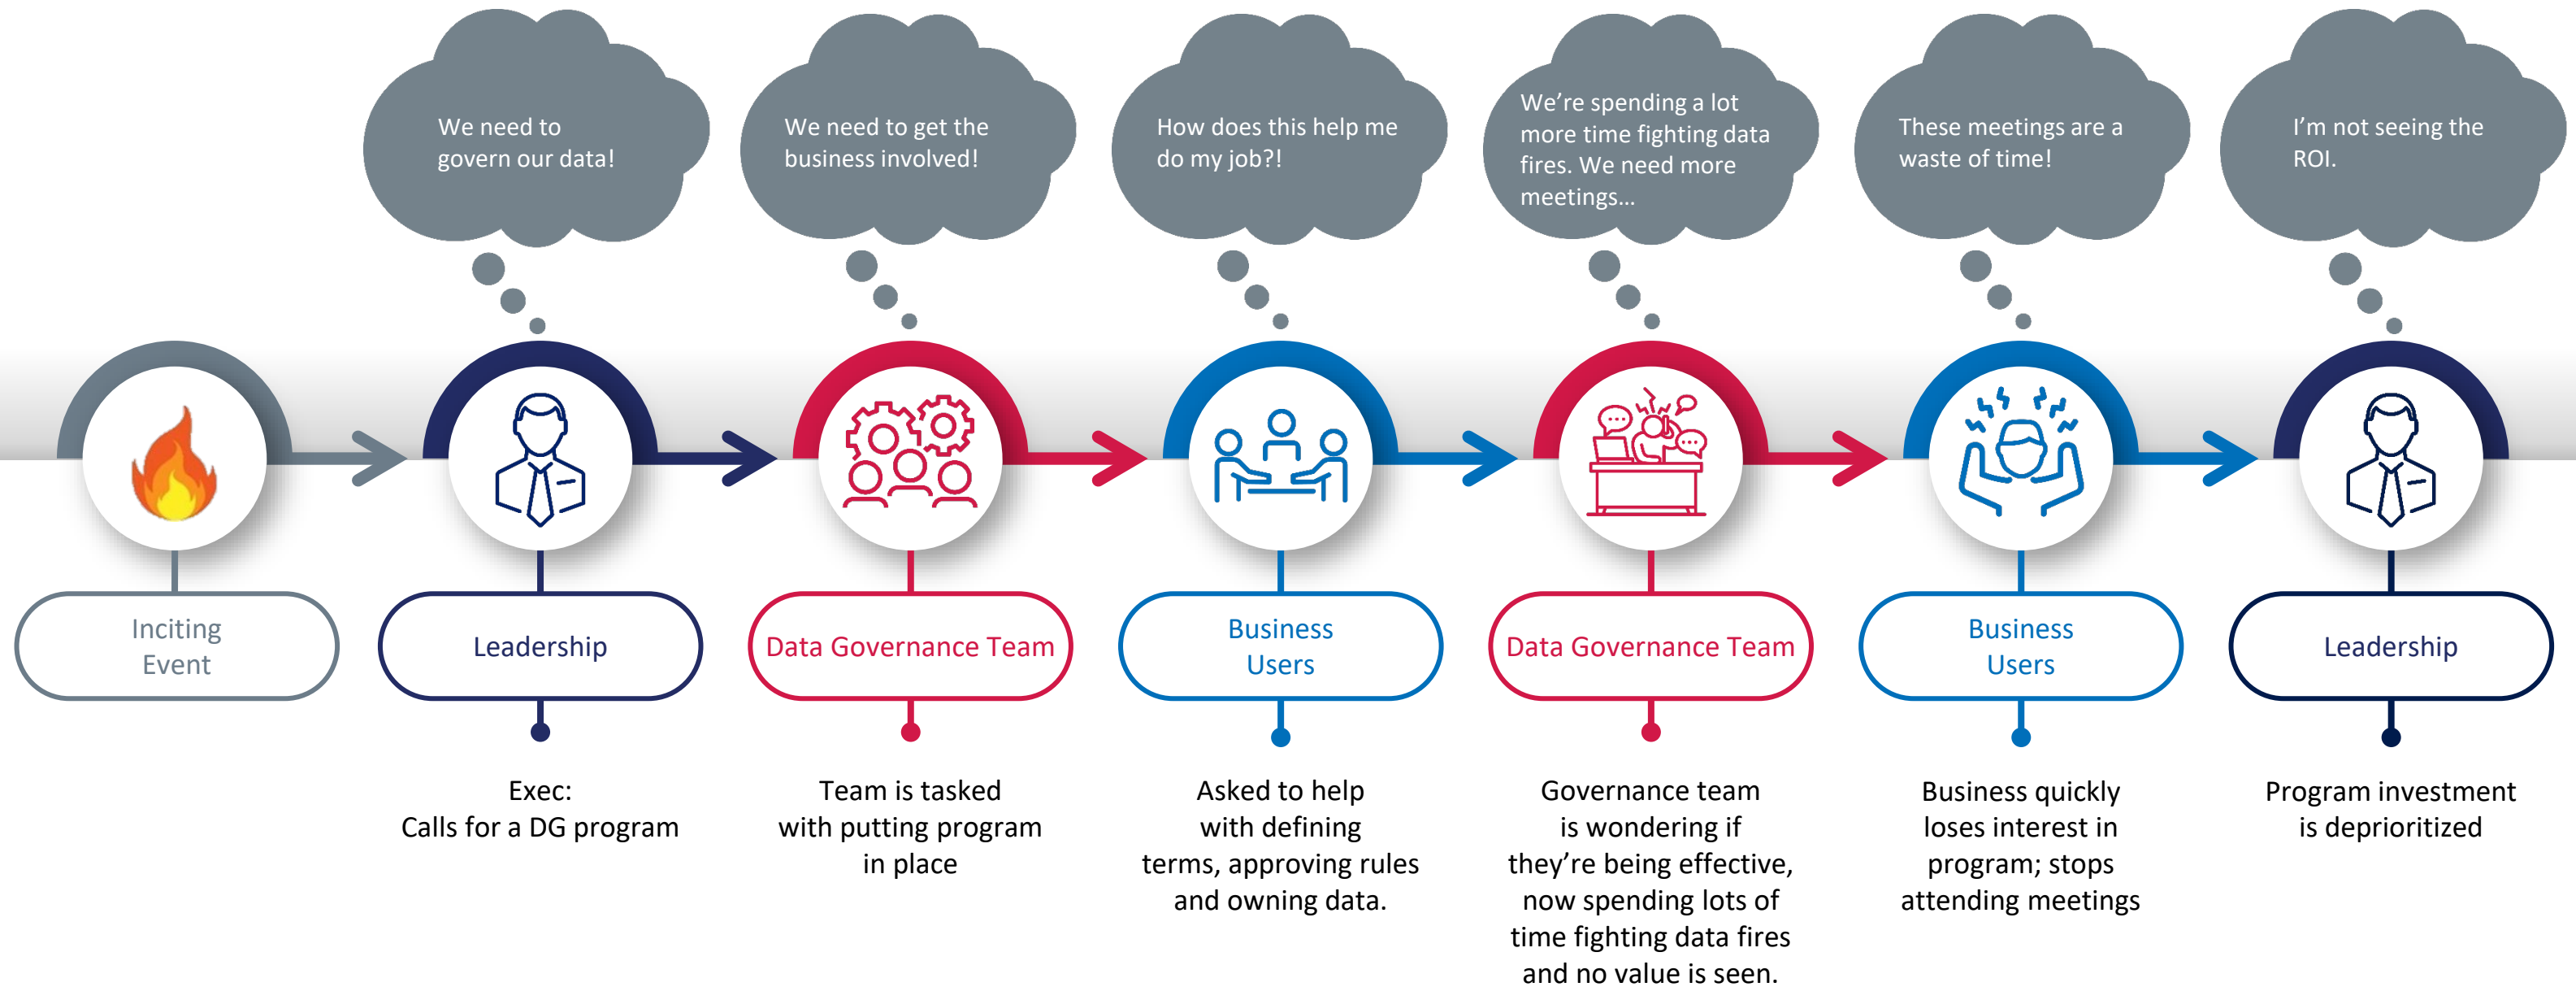 We need to
govern our data!
We need to get the
business involved!
How does this help me
do my job?!
We’re spending a lot
more time fighting data
fires. We need more
meetings...
These meetings are a
waste of time!
I’m not seeing the
ROI.
Inciting
Event
Leadership
Data Governance Team
Business
Users
Data Governance Team
Business
Users
Leadership
Exec:
Calls for a DG program
Team is tasked
with putting program
in place
Asked to help
with defining
terms, approving rules
and owning data.
Governance team
is wondering if
they’re being effective,
now spending lots of
time fighting data fires
and no value is seen.
Business quickly
loses interest in
program; stops
attending meetings
Program investment
is deprioritized